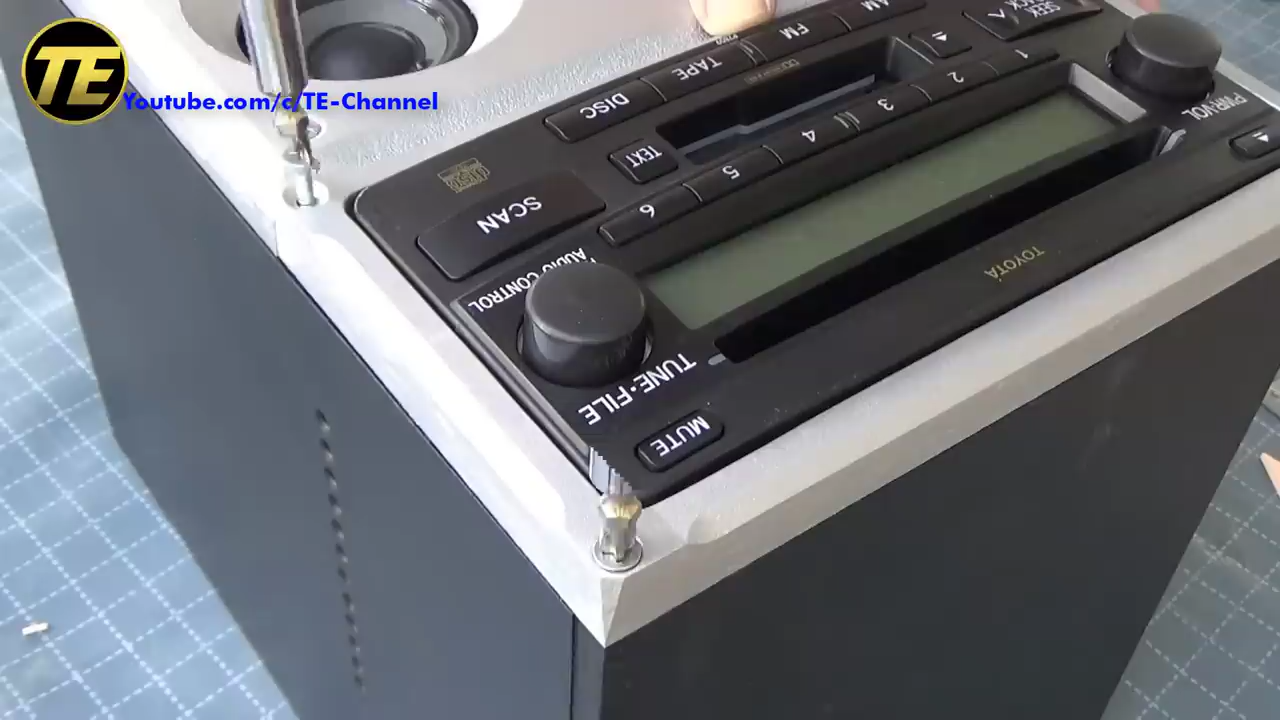 TE
Youtube.com/c/TE-Channel
AM
FM
TAPE
DISC
SEEK
TEXT
1
2
3
4
5
6
SCAN
PWR·VOL
AUDIO CONTROL
TUNE·FILE
MUTE
TOYOTA